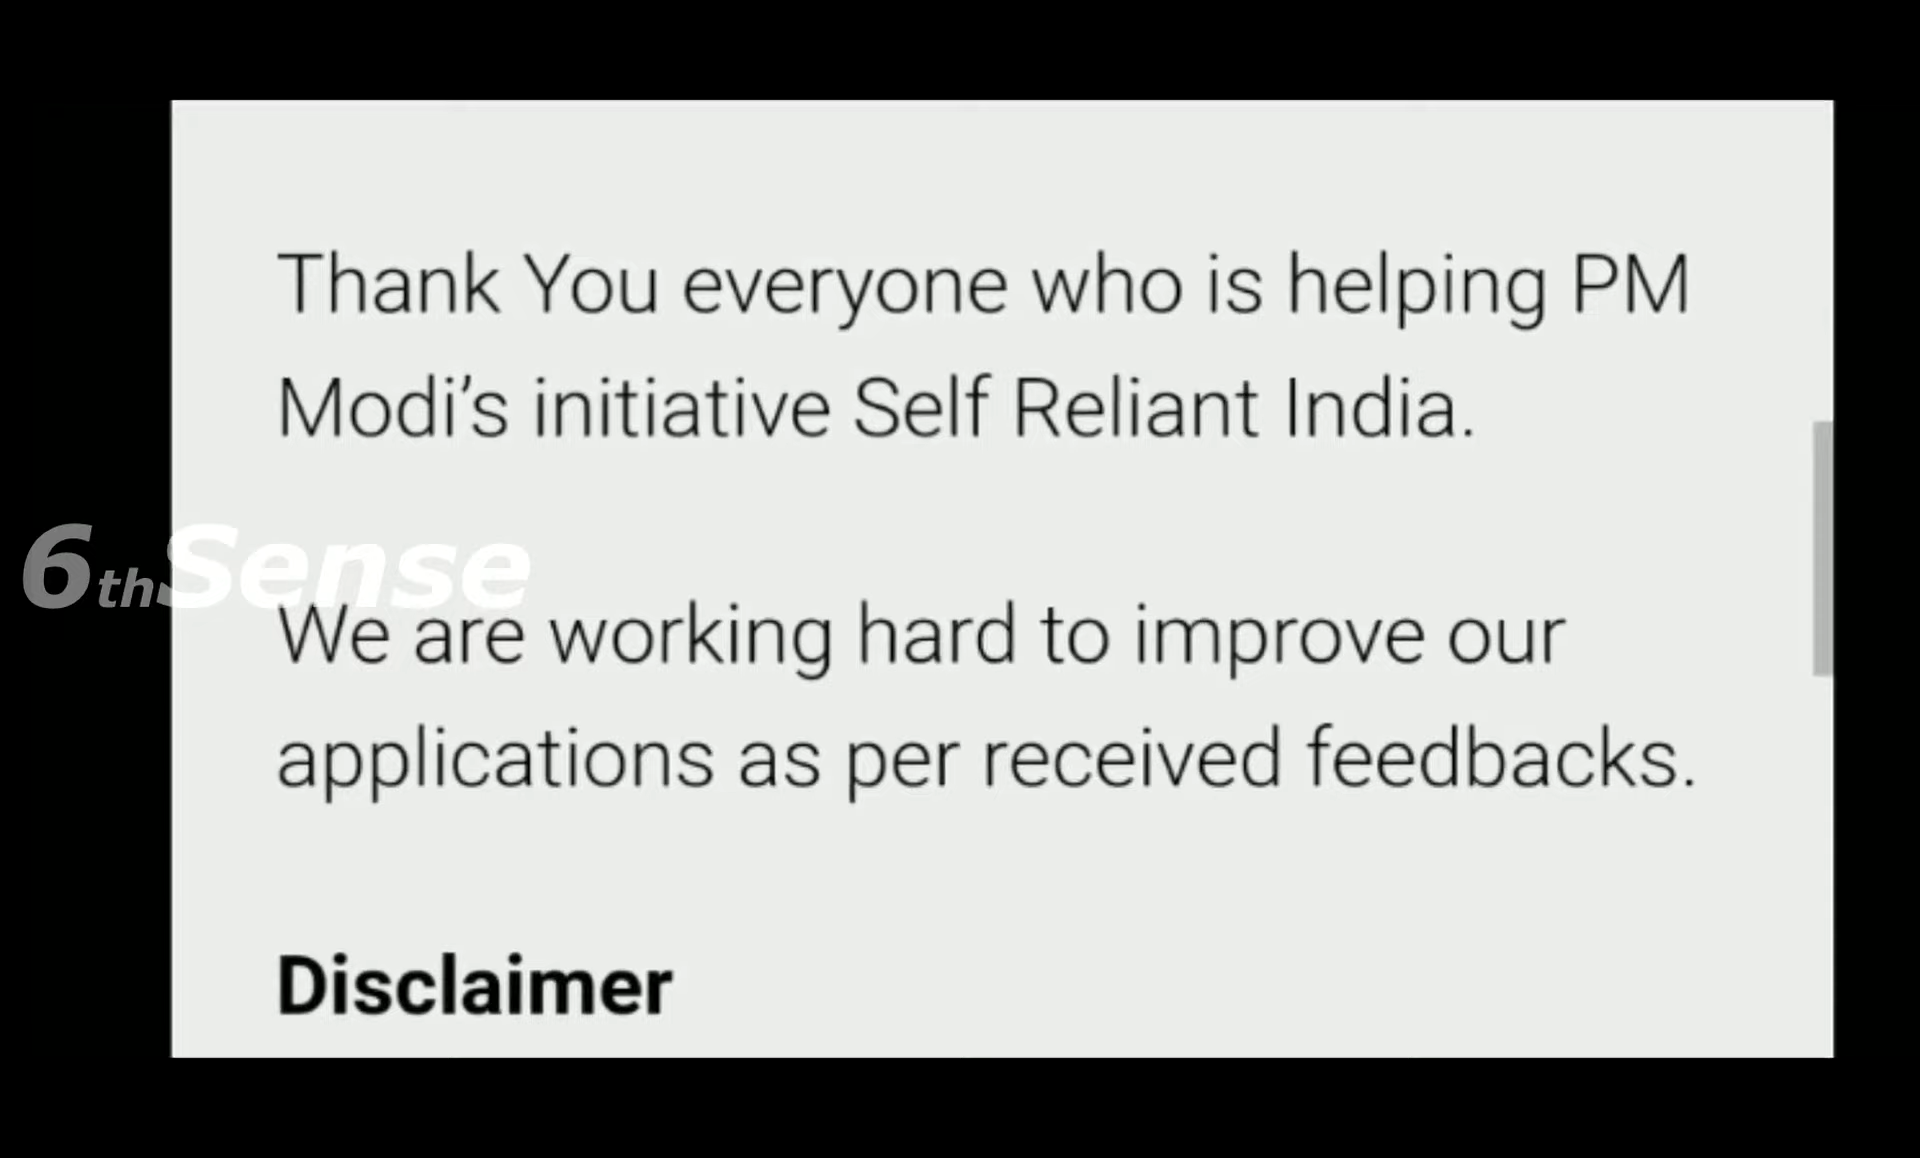 Thank You everyone who is helping PM
Modi’s initiative Self Reliant India.
6thSense
We are working hard to improve our
applications as per received feedbacks.
Disclaimer